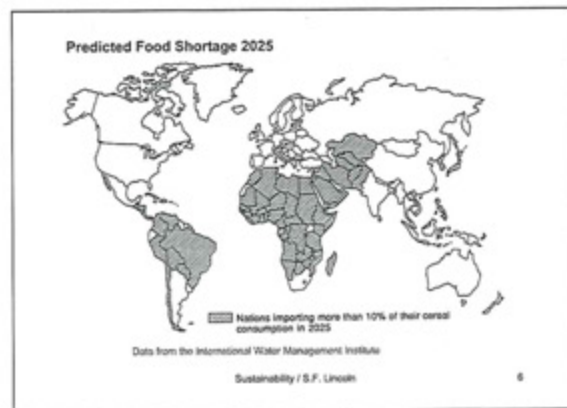 Predicted Food Shortage 2025
Nations importing more than 10% of their cereal
consumption in 2025
Data from the International Water Management Institute
Sustainability / S.F. Lincoln
6